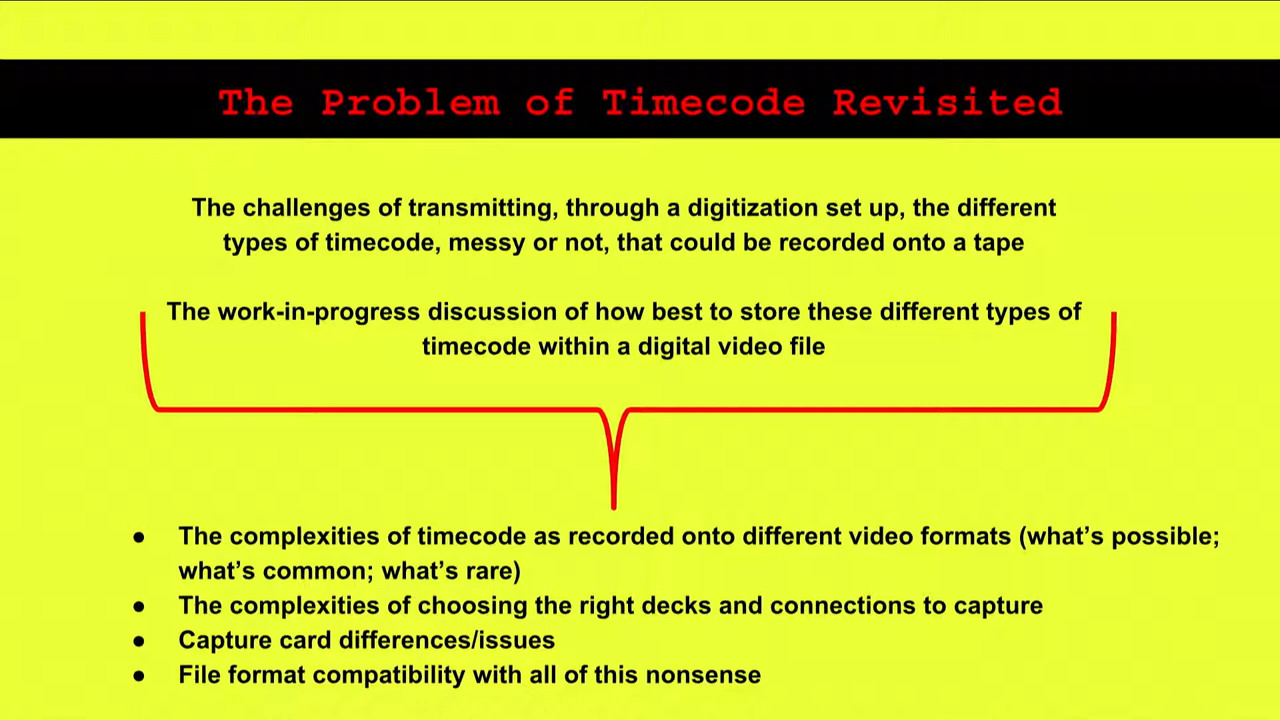 The Problem of Timecode Revisited
The challenges of transmitting, through a digitization set up, the different
types of timecode, messy or not, that could be recorded onto a tape
The work-in-progress discussion of how best to store these different types of
timecode within a digital video file
● The complexities of timecode as recorded onto different video formats (what’s possible;
what’s common; what’s rare)
● The complexities of choosing the right decks and connections to capture
● Capture card differences/issues
● File format compatibility with all of this nonsense